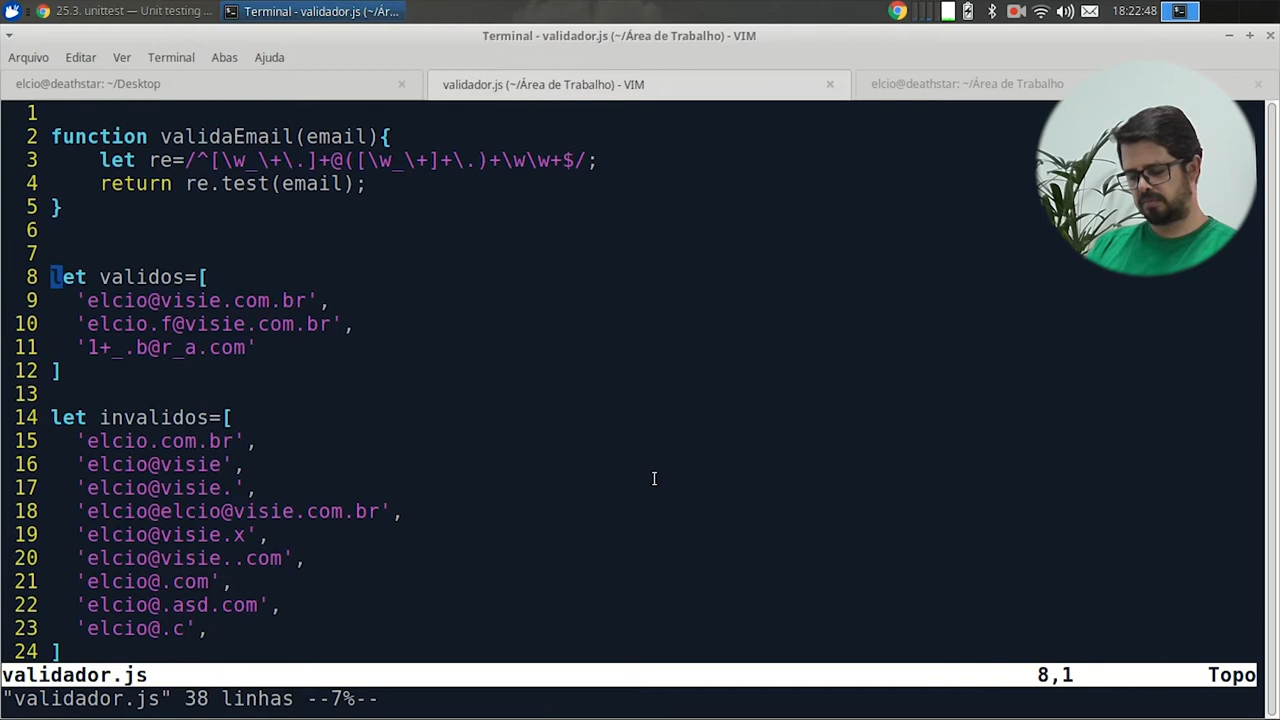 25.3. unittest — Unit testing ...
Terminal - validador.js (~/Ár...
18:22:48
Terminal - validador.js (~/Área de Trabalho) - VIM
Arquivo Editar Ver Terminal Abas Ajuda
elcio@deathstar: ~/Desktop
validador.js (~/Área de Trabalho) - VIM
elcio@deathstar: ~/Área de Trabalho
1
2 function validaEmail(email){
3     let re=/^[\w_\+\.]+@([\w_\+]+\.)+\w\w+$/;
4     return re.test(email);
5 }
6
7
8 let validos=[
9   'elcio@visie.com.br',
10   'elcio.f@visie.com.br',
11   '1+_.b@r_a.com'
12 ]
13
14 let invalidos=[
15   'elcio.com.br',
16   'elcio@visie',
17   'elcio@visie.',
18   'elcio@elcio@visie.com.br',
19   'elcio@visie.x',
20   'elcio@visie..com',
21   'elcio@.com',
22   'elcio@.asd.com',
23   'elcio@.c',
24 ]
validador.js 8,1 Topo
"validador.js" 38 linhas --7%--